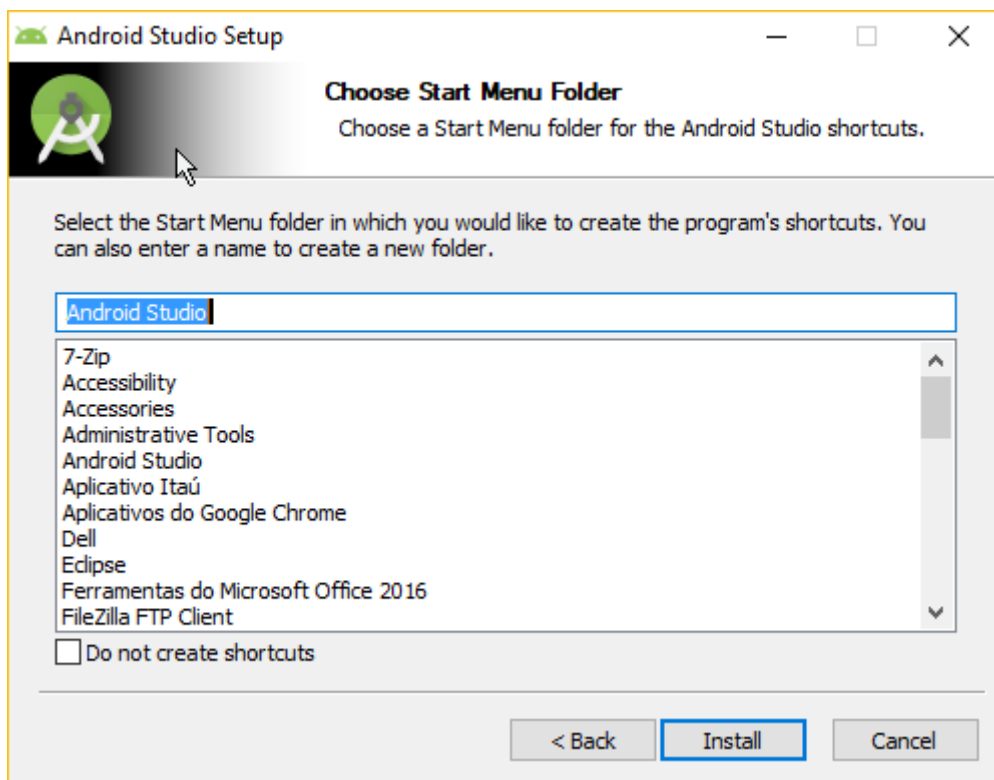 Android Studio Setup
Choose Start Menu Folder
Choose a Start Menu folder for the Android Studio shortcuts.
Select the Start Menu folder in which you would like to create the program's shortcuts. You
can also enter a name to create a new folder.
Android Studio
7-Zip
Accessibility
Accessories
Administrative Tools
Android Studio
Aplicativo Itaú
Aplicativos do Google Chrome
Dell
Eclipse
Ferramentas do Microsoft Office 2016
FileZilla FTP Client
Do not create shortcuts
< Back Install Cancel